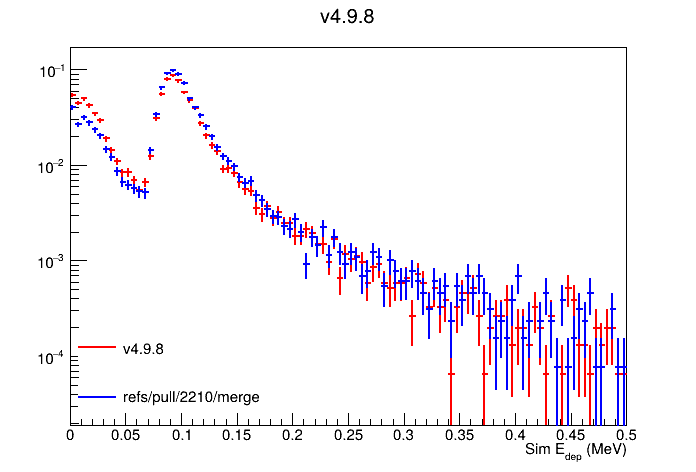 v4.9.8
10⁻¹
10⁻²
10⁻³
10⁻⁴
v4.9.8
refs/pull/2210/merge
0 0.05 0.1 0.15 0.2 0.25 0.3 0.35 0.4 0.45 0.5
Sim E_dep (MeV)